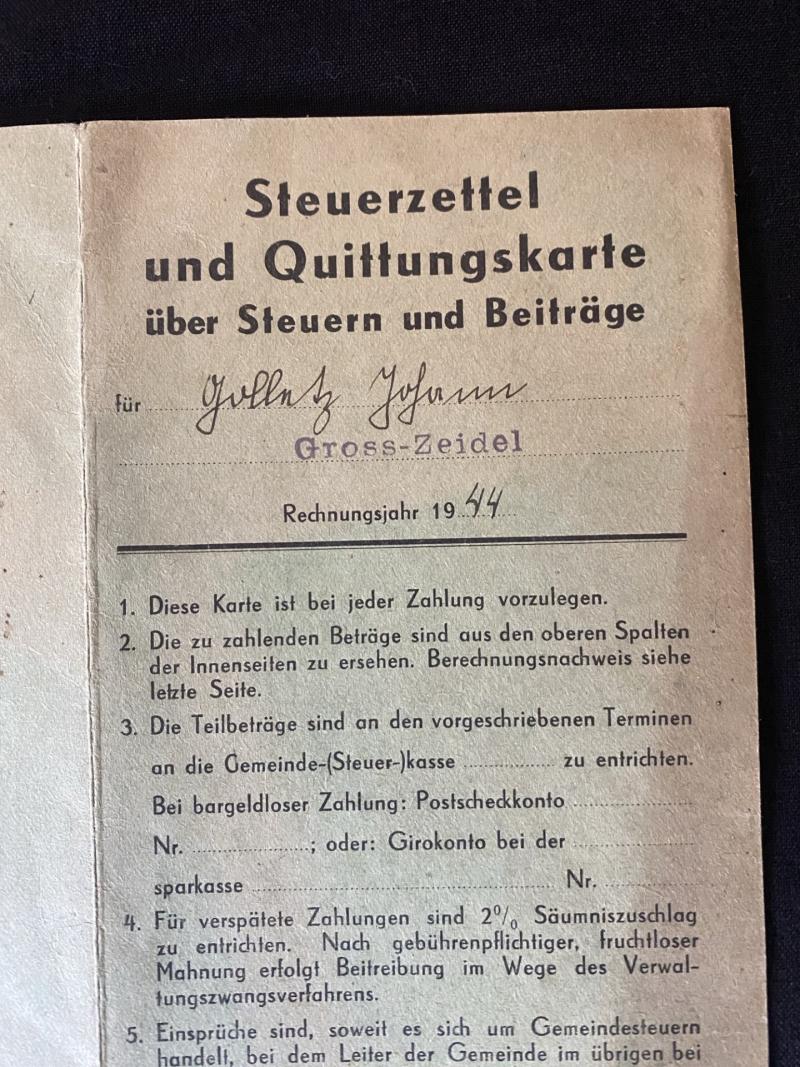 Steuerzettel
und Quittungskarte
über Steuern und Beiträge
für Golletz Johann
Gross-Zeidel
Rechnungsjahr 1944
1. Diese Karte ist bei jeder Zahlung vorzulegen.
2. Die zu zahlenden Beträge sind aus den oberen Spalten
der Innenseiten zu ersehen. Berechnungsnachweis siehe
letzte Seite.
3. Die Teilbeträge sind an den vorgeschriebenen Terminen
an die Gemeinde-(Steuer-)kasse ............ zu entrichten.
Bei bargeldloser Zahlung: Postscheckkonto ............
Nr. ............; oder: Girokonto bei der ............
sparkasse ............ Nr. ............
4. Für verspätete Zahlungen sind 2% Säumniszuschlag
zu entrichten. Nach gebührenpflichtiger, fruchtloser
Mahnung erfolgt Beitreibung im Wege des Verwal-
tungszwangsverfahrens.
5. Einsprüche sind, soweit es sich um Gemeindesteuern
handelt, bei dem Leiter der Gemeinde im übrigen bei